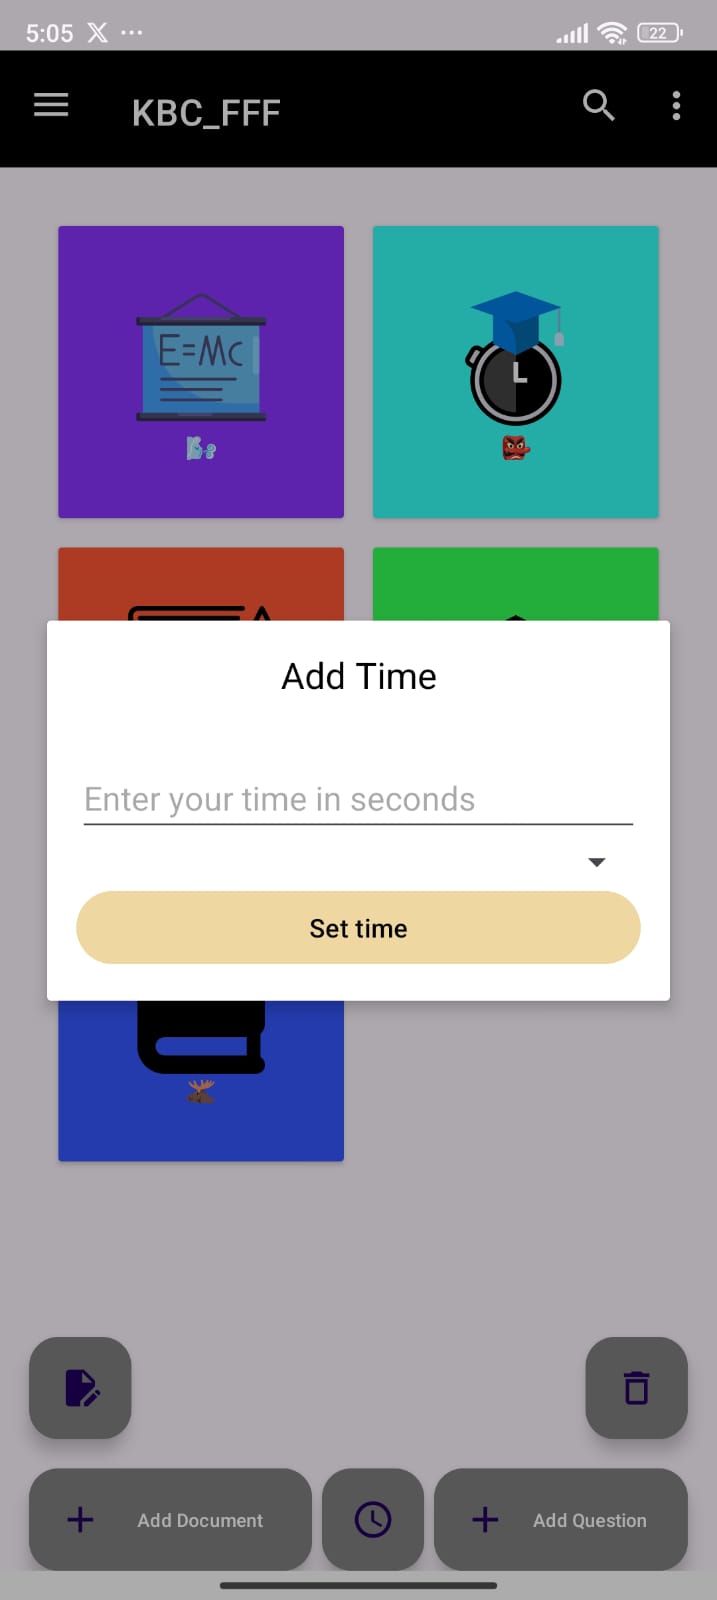 5:05
22
KBC_FFF
E=MC
Add Time
Enter your time in seconds
Set time
Add Document
Add Question